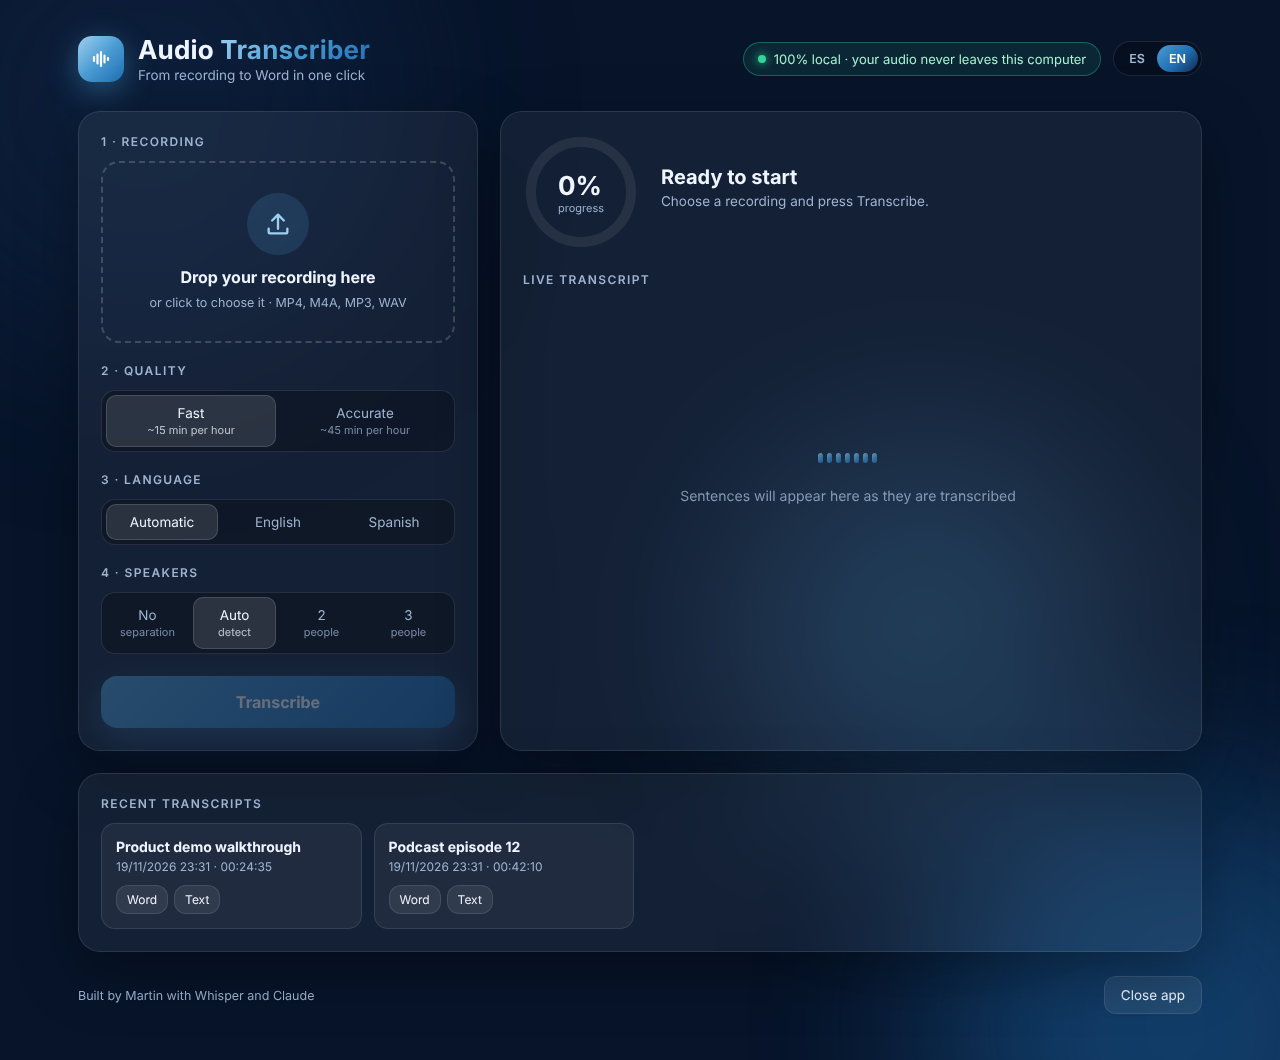 Audio Transcriber
From recording to Word in one click
100% local · your audio never leaves this computer
ES
EN
1 · RECORDING
Drop your recording here
or click to choose it · MP4, M4A, MP3, WAV
2 · QUALITY
Fast
~15 min per hour
Accurate
~45 min per hour
3 · LANGUAGE
Automatic
English
Spanish
4 · SPEAKERS
No
separation
Auto
detect
2
people
3
people
Transcribe
0%
progress
Ready to start
Choose a recording and press Transcribe.
LIVE TRANSCRIPT
Sentences will appear here as they are transcribed
RECENT TRANSCRIPTS
Product demo walkthrough
19/11/2026 23:31 · 00:24:35
Word
Text
Podcast episode 12
19/11/2026 23:31 · 00:42:10
Word
Text
Built by Martin with Whisper and Claude
Close app